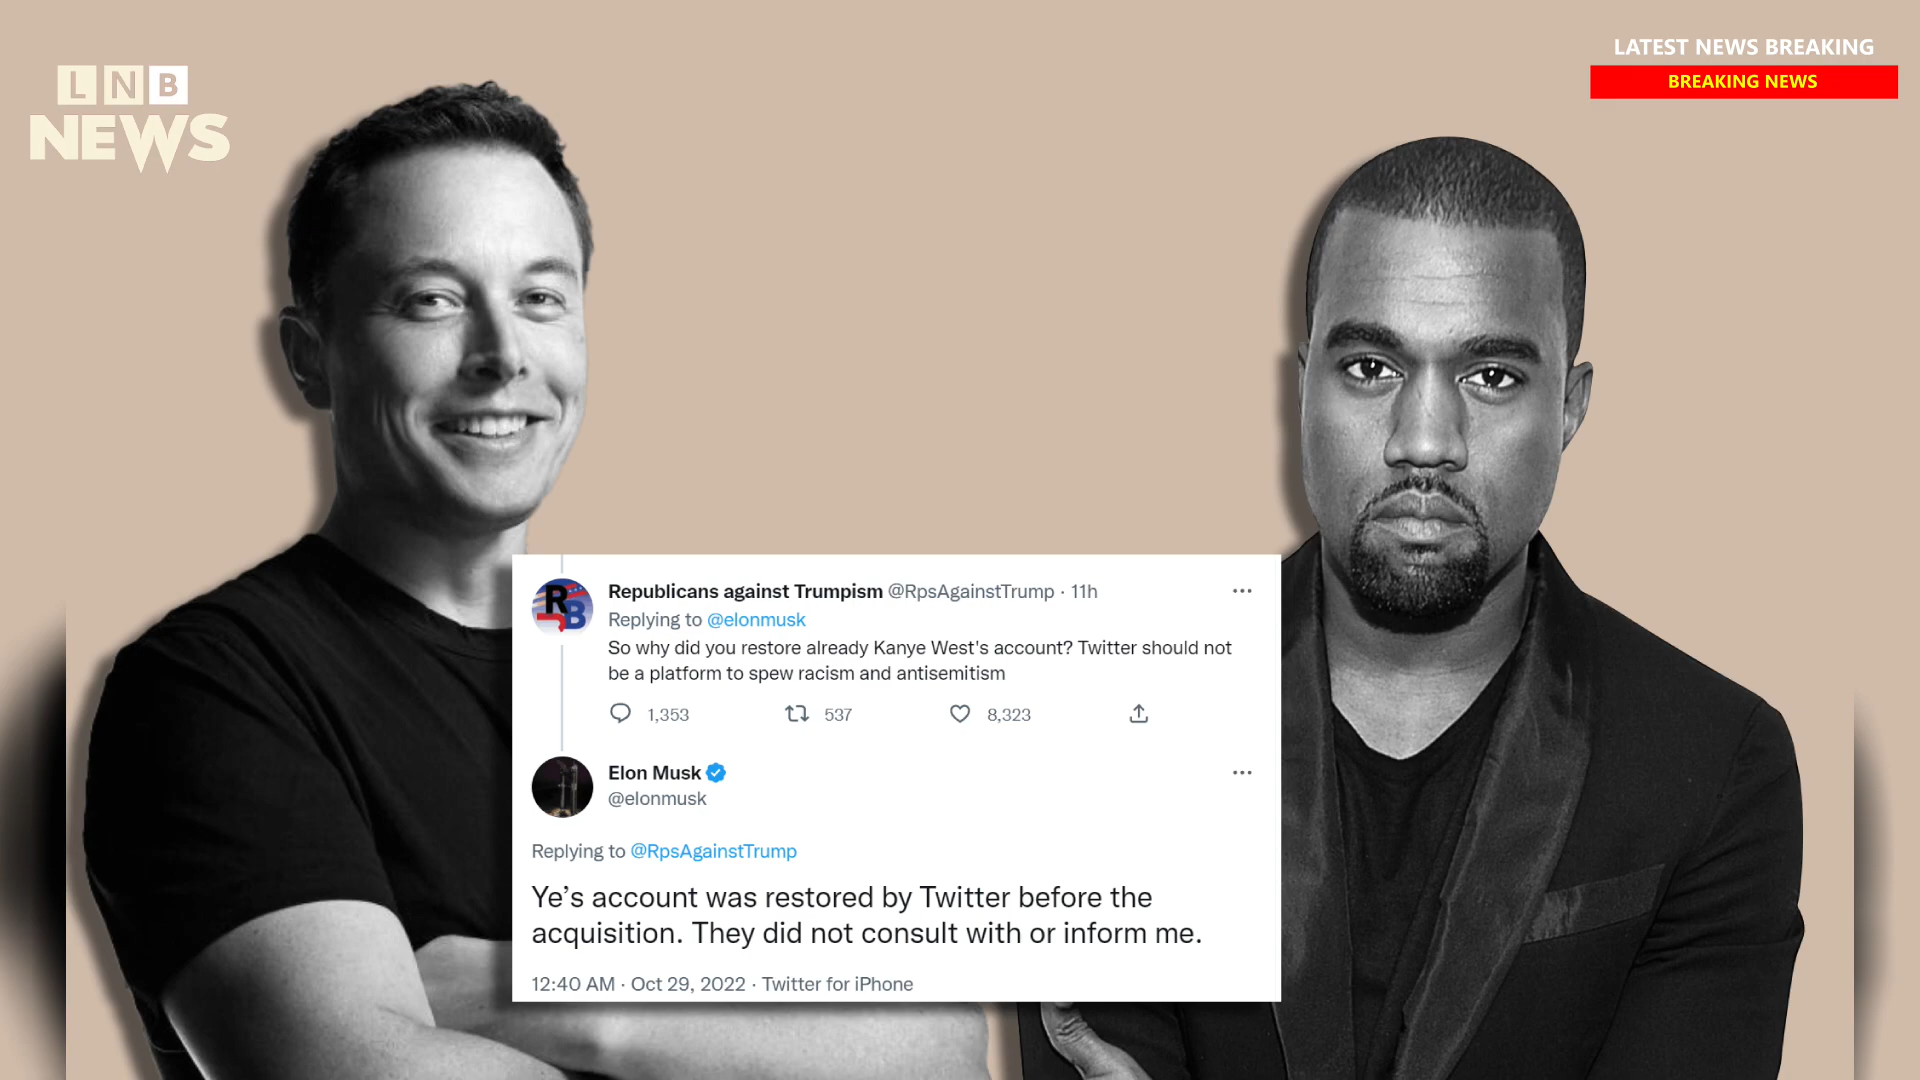 LNB
NEWS
LATEST NEWS BREAKING
BREAKING NEWS
RB
Republicans against Trumpism @RpsAgainstTrump · 11h
Replying to @elonmusk
So why did you restore already Kanye West's account? Twitter should not
be a platform to spew racism and antisemitism
1,353 537 8,323
Elon Musk
@elonmusk
Replying to @RpsAgainstTrump
Ye’s account was restored by Twitter before the
acquisition. They did not consult with or inform me.
12:40 AM · Oct 29, 2022 · Twitter for iPhone